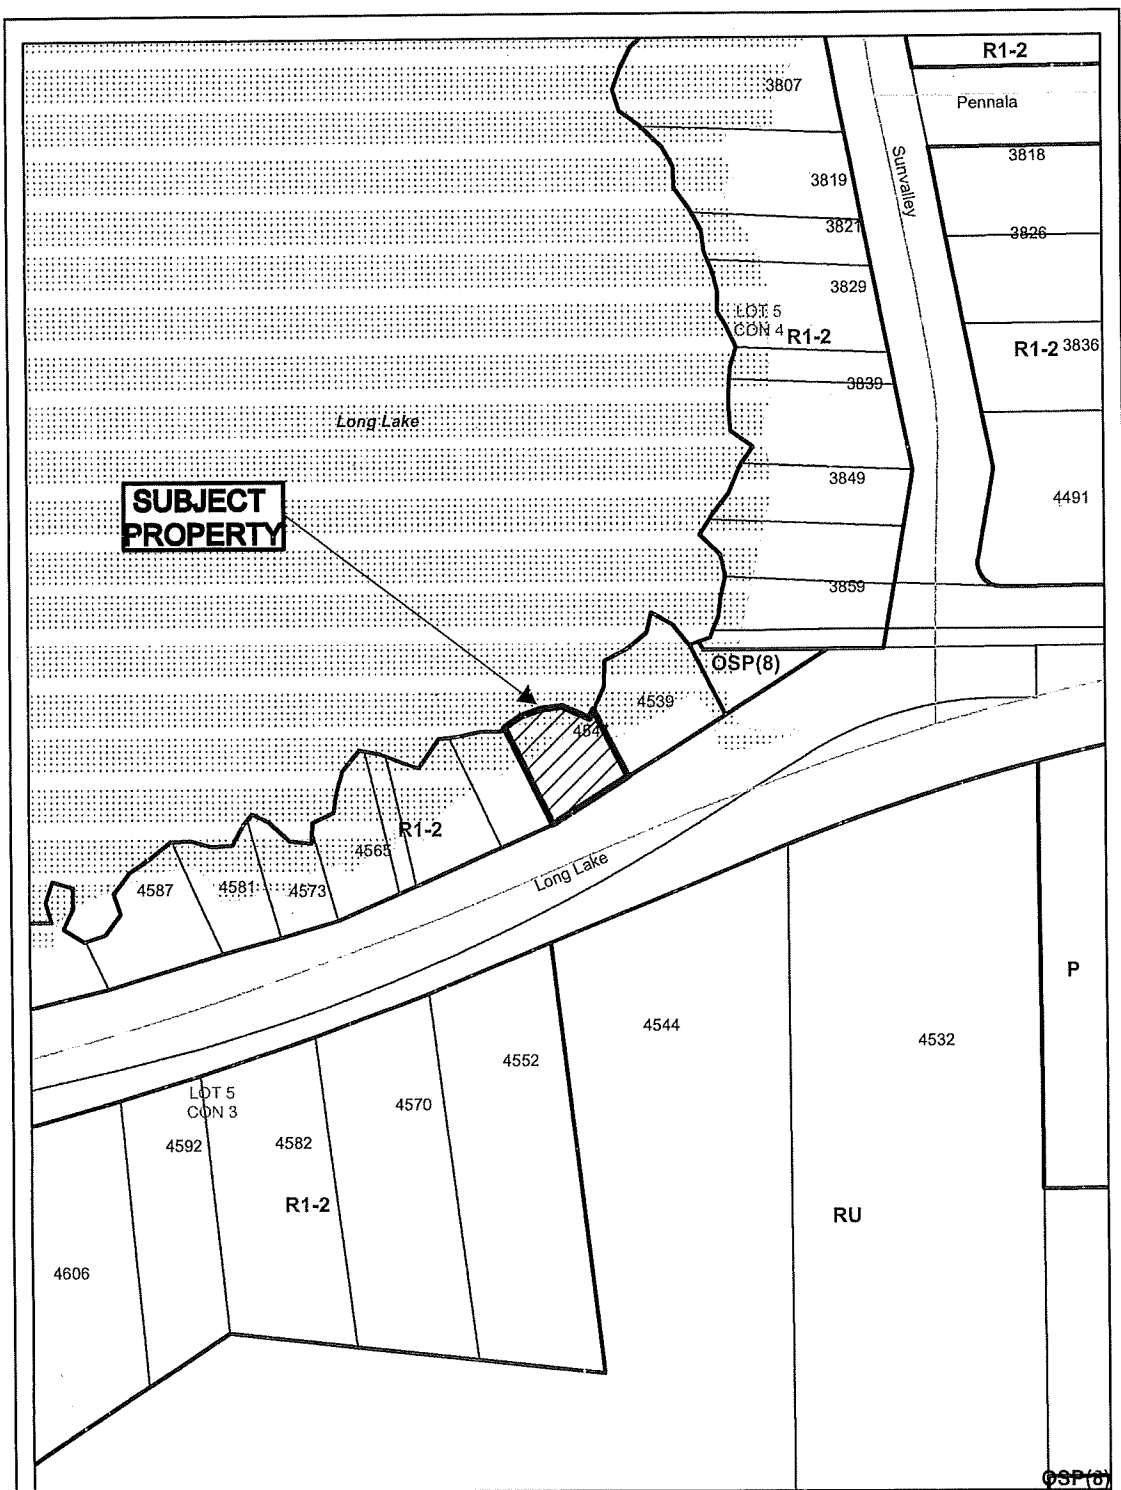 R1-2
3807
Pennala
3818
Sunvalley
3819
3821
3826
3829
LOT 5
CON 4
R1-2
R1-2
3836
3839
Long Lake
3849
SUBJECT
PROPERTY
4491
3859
OSP(8)
4539
R1-2
4565
Long Lake
4587
4581
4573
P
4544
4532
4552
LOT 5
CON 3
4570
4592
4582
R1-2
RU
4606
OSP(8)